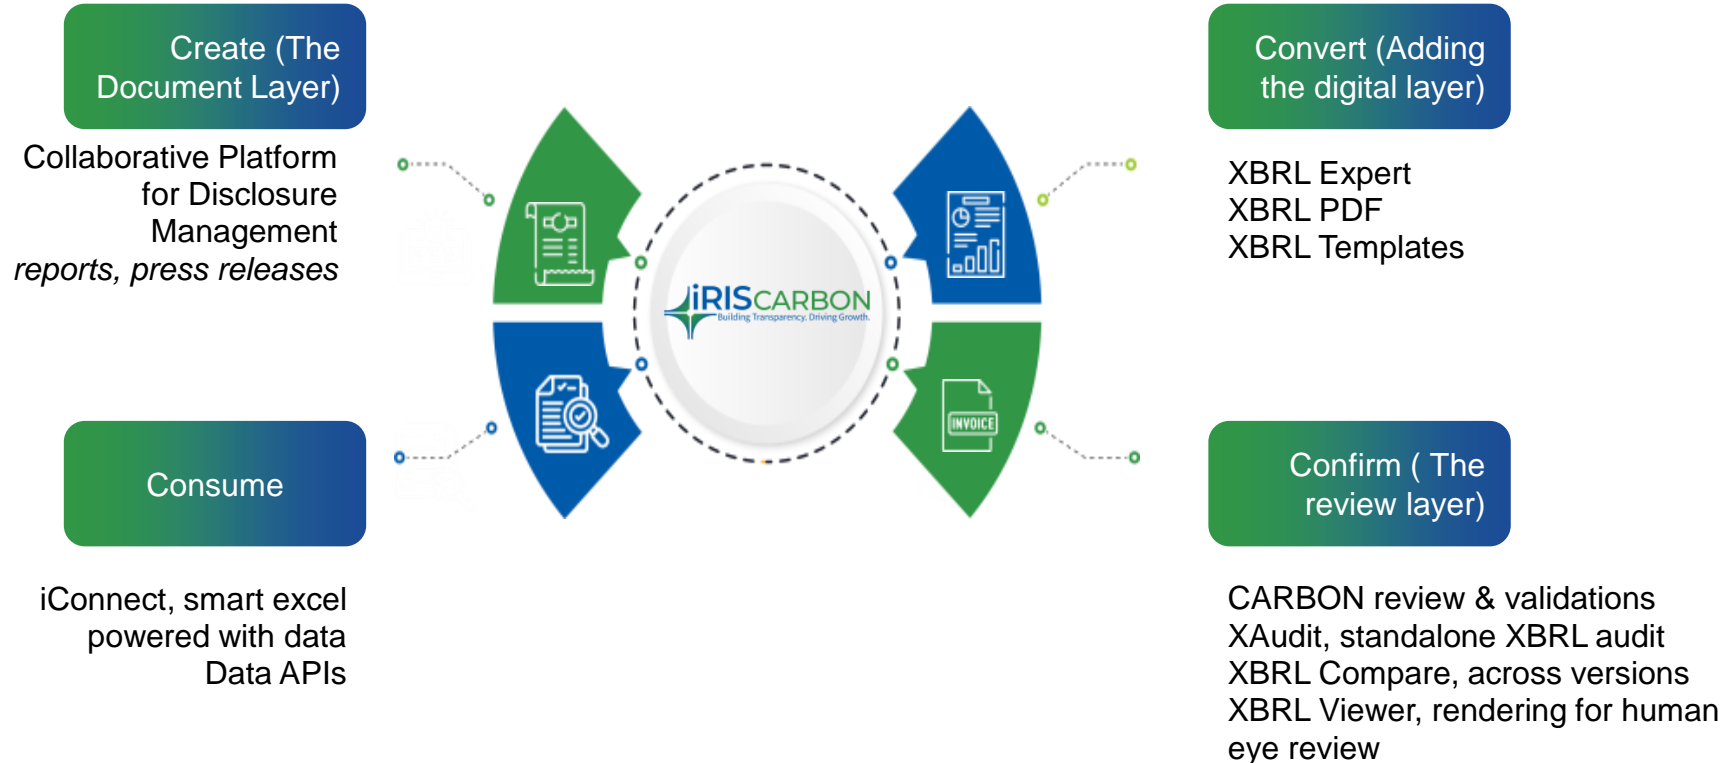 Create (The
Document Layer)
Collaborative Platform
for Disclosure
Management
reports, press releases
Convert (Adding
the digital layer)
XBRL Expert
XBRL PDF
XBRL Templates
iRISCARBON
Building Transparency. Driving Growth.
INVOICE
Consume
iConnect, smart excel
powered with data
Data APIs
Confirm ( The
review layer)
CARBON review & validations
XAudit, standalone XBRL audit
XBRL Compare, across versions
XBRL Viewer, rendering for human
eye review